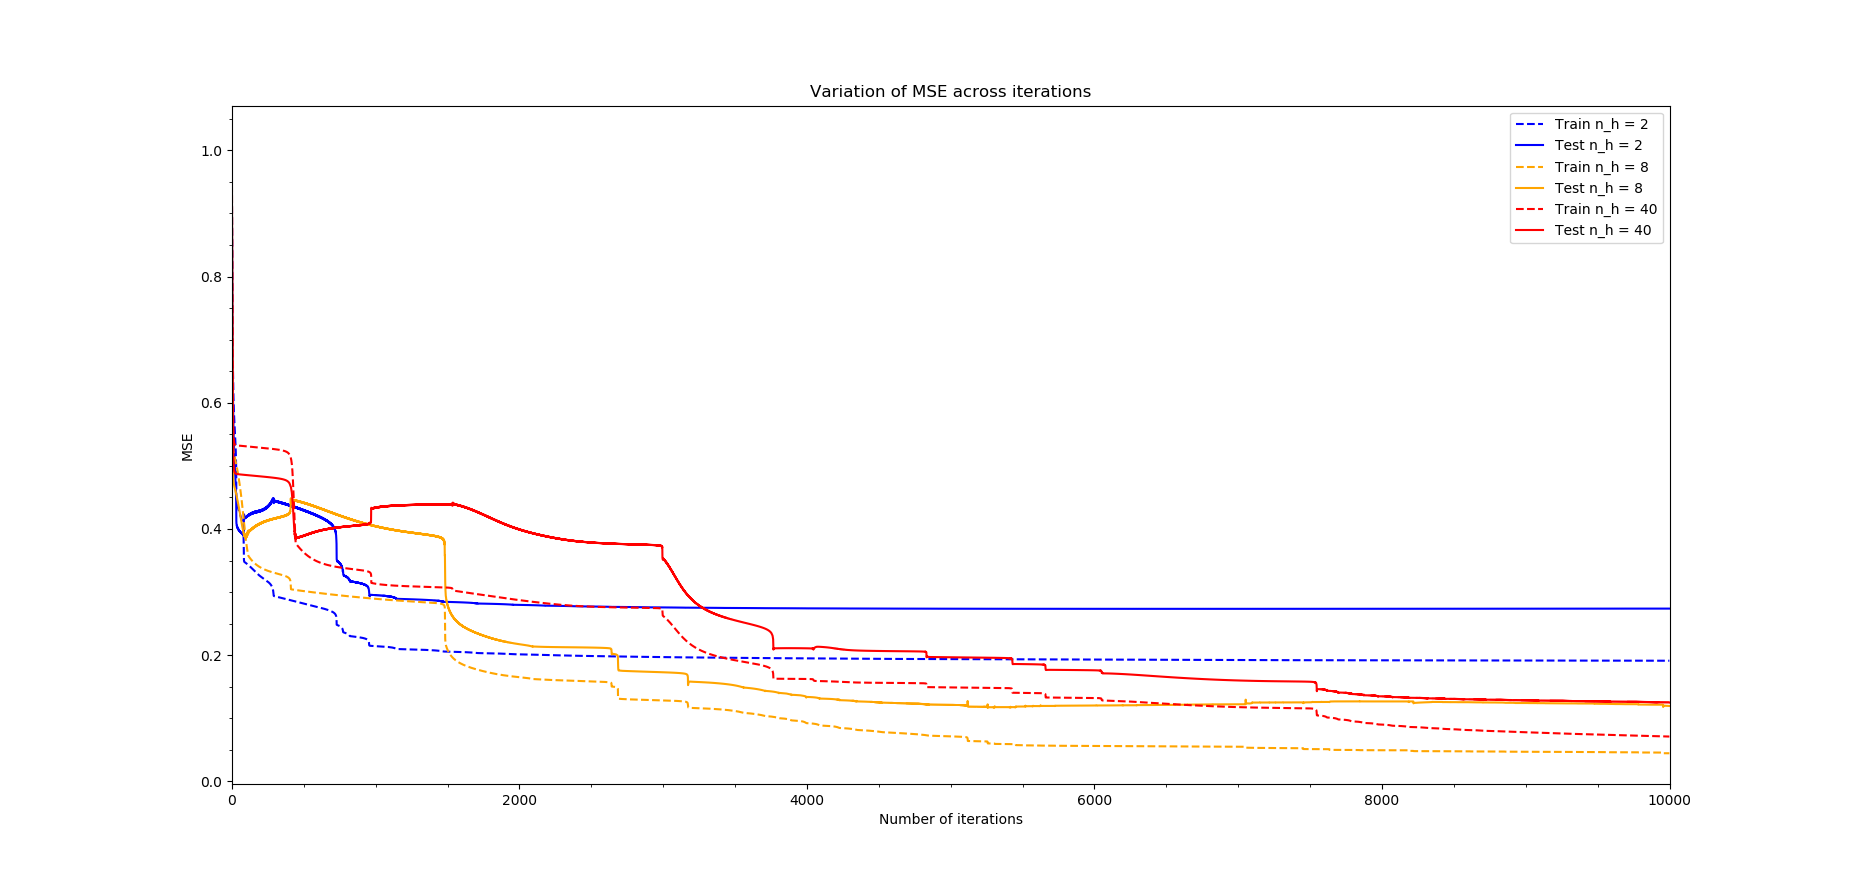 Variation of MSE across iterations
Train n_h = 2
Test n_h = 2
Train n_h = 8
Test n_h = 8
Train n_h = 40
Test n_h = 40
MSE
1.0
0.8
0.6
0.4
0.2
0.0
0 2000 4000 6000 8000 10000
Number of iterations